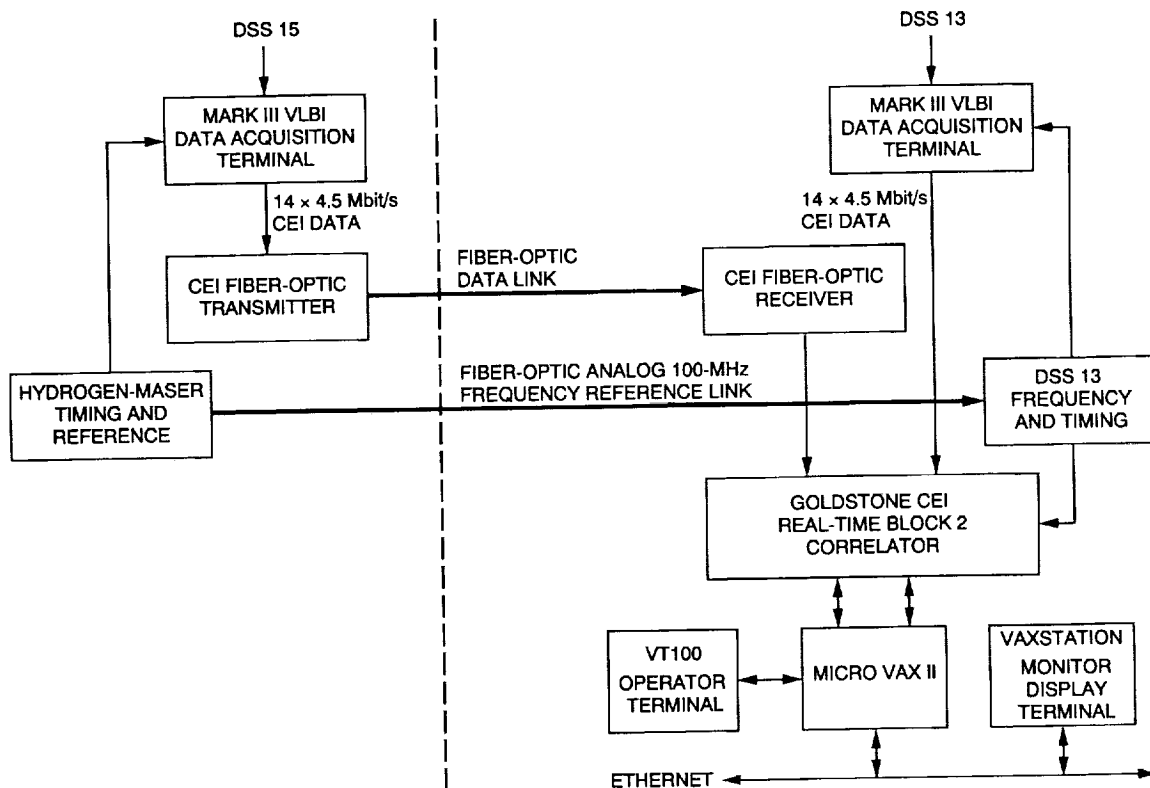 DSS 15
MARK III VLBI
DATA ACQUISITION
TERMINAL
14 × 4.5 Mbit/s
CEI DATA
CEI FIBER-OPTIC
TRANSMITTER
HYDROGEN-MASER
TIMING AND
REFERENCE
FIBER-OPTIC
DATA LINK
FIBER-OPTIC ANALOG 100-MHz
FREQUENCY REFERENCE LINK
DSS 13
MARK III VLBI
DATA ACQUISITION
TERMINAL
14 × 4.5 Mbit/s
CEI DATA
CEI FIBER-OPTIC
RECEIVER
DSS 13
FREQUENCY
AND TIMING
GOLDSTONE CEI
REAL-TIME BLOCK 2
CORRELATOR
VT100
OPERATOR
TERMINAL
MICRO VAX II
VAXSTATION
MONITOR
DISPLAY
TERMINAL
ETHERNET